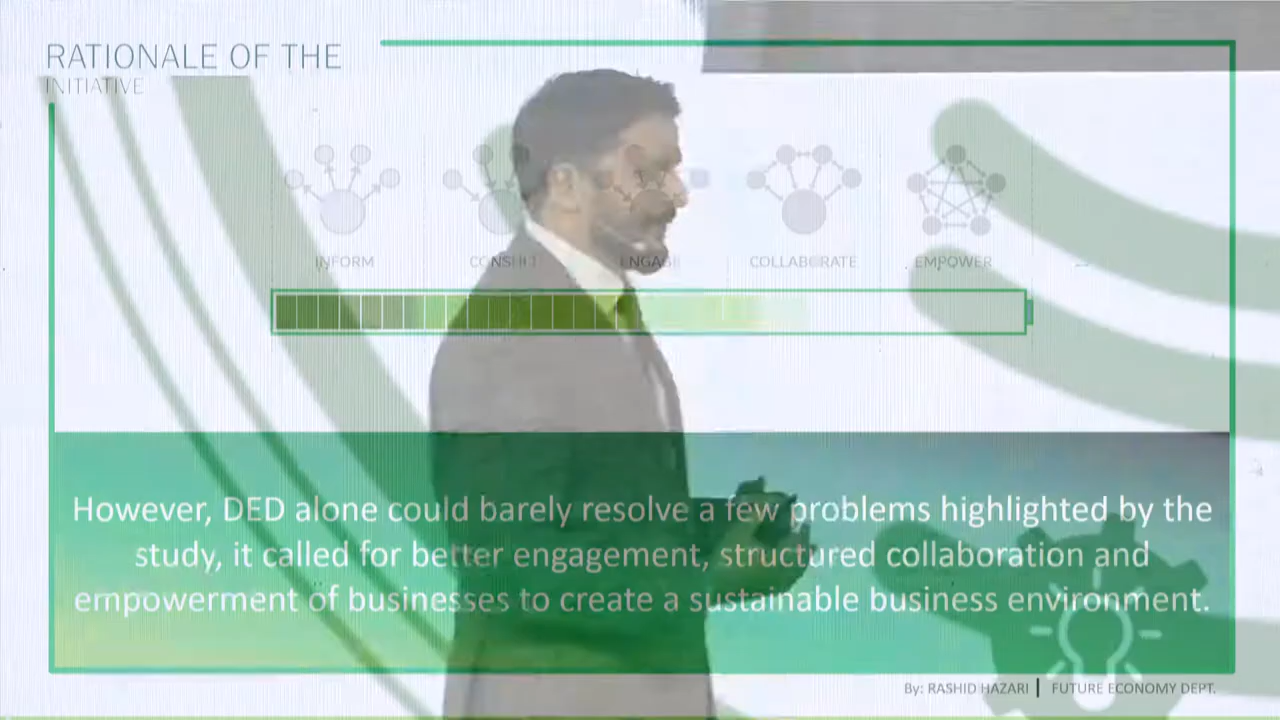 RATIONALE OF THE
INITIATIVE
INFORM
CONSULT
ENGAGE
COLLABORATE
EMPOWER
However, DED alone could barely resolve a few problems highlighted by the
study, it called for better engagement, structured collaboration and
empowerment of businesses to create a sustainable business environment.
By: RASHID HAZARI | FUTURE ECONOMY DEPT.